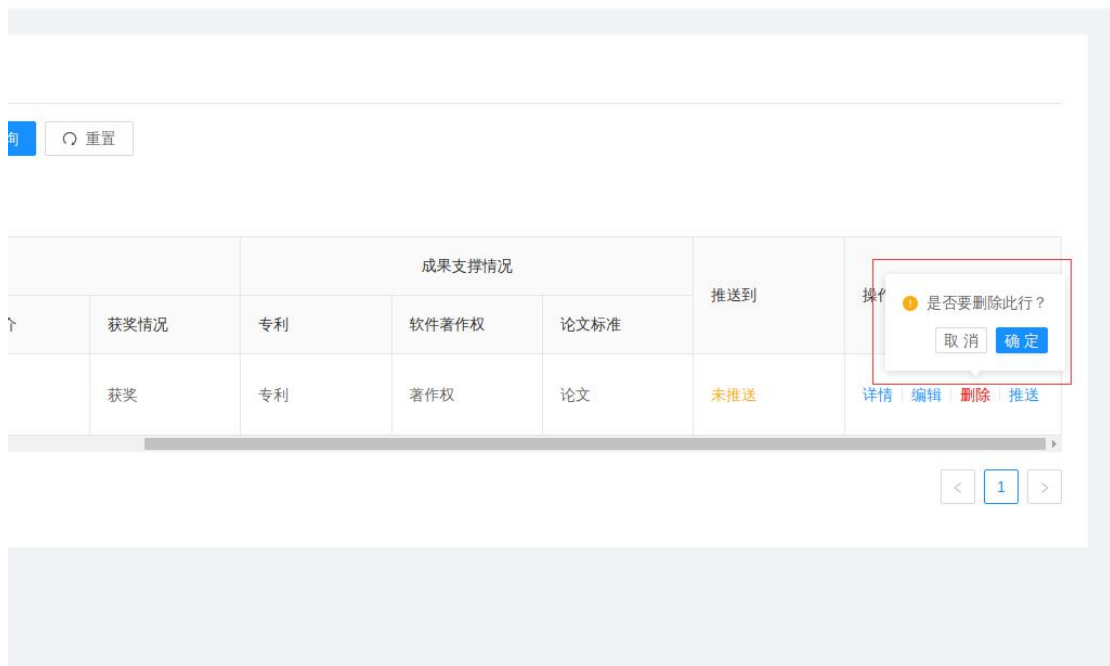 重置
成果支撑情况
推送到
获奖情况 专利 软件著作权 论文标准
是否要删除此行？
取 消 确 定
获奖 专利 著作权 论文 未推送 详情 编辑 删除 推送
< 1 >